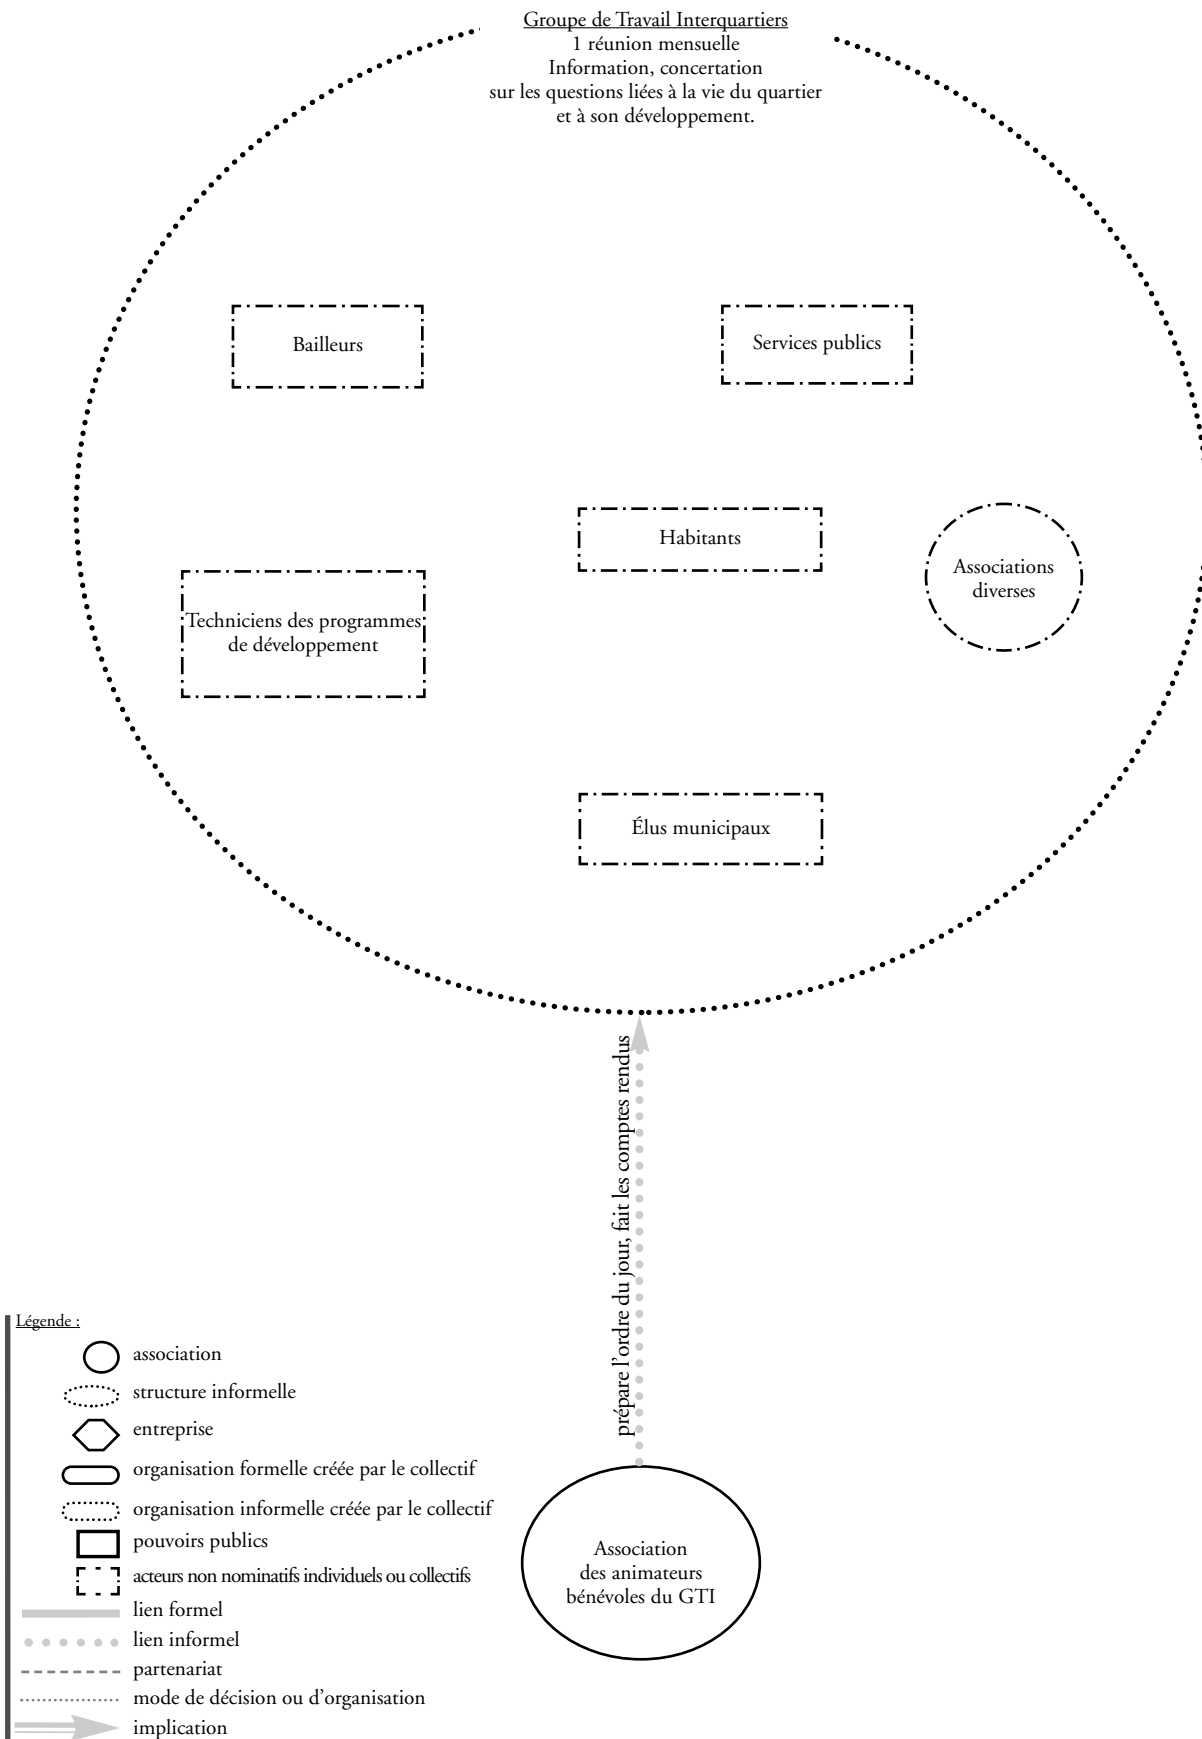 Groupe de Travail Interquartiers
1 réunion mensuelle
Information, concertation
sur les questions liées à la vie du quartier
et à son développement.
Bailleurs
Services publics
Habitants
Associations
diverses
Techniciens des programmes
de développement
Élus municipaux
prépare l'ordre du jour, fait les comptes rendus
Association
des animateurs
bénévoles du GTI
Légende :
association
structure informelle
entreprise
organisation formelle créée par le collectif
organisation informelle créée par le collectif
pouvoirs publics
acteurs non nominatifs individuels ou collectifs
lien formel
lien informel
partenariat
mode de décision ou d'organisation
implication